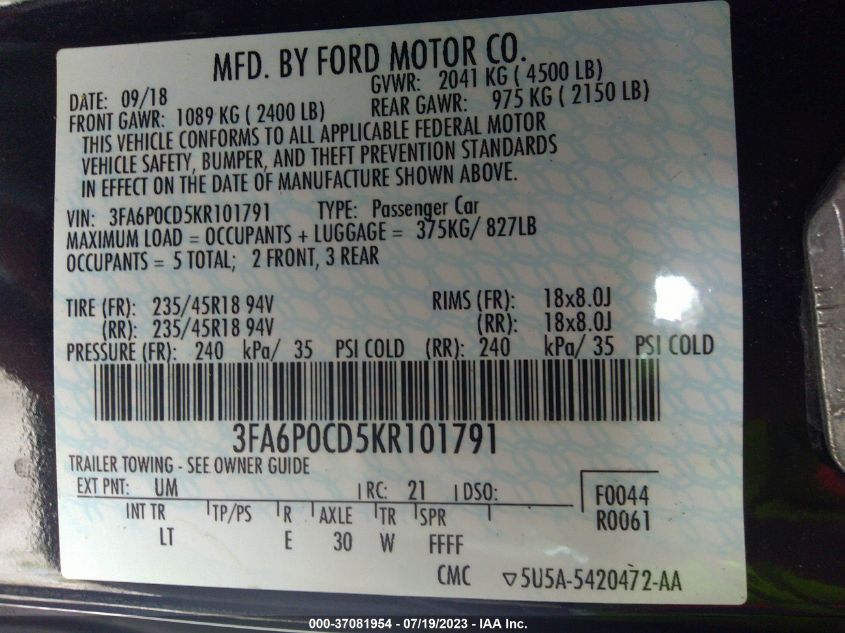 MFD. BY FORD MOTOR CO.
DATE: 09/18 GVWR: 2041 KG ( 4500 LB)
FRONT GAWR: 1089 KG ( 2400 LB) REAR GAWR: 975 KG ( 2150 LB)
THIS VEHICLE CONFORMS TO ALL APPLICABLE FEDERAL MOTOR
VEHICLE SAFETY, BUMPER, AND THEFT PREVENTION STANDARDS
IN EFFECT ON THE DATE OF MANUFACTURE SHOWN ABOVE.
VIN: 3FA6P0CD5KR101791 TYPE: Passenger Car
MAXIMUM LOAD = OCCUPANTS + LUGGAGE = 375KG/ 827LB
OCCUPANTS = 5 TOTAL; 2 FRONT, 3 REAR
TIRE (FR): 235/45R18 94V RIMS (FR): 18x8.0J
(RR): 235/45R18 94V (RR): 18x8.0J
PRESSURE (FR): 240 kPa/ 35 PSI COLD (RR): 240 kPa/ 35 PSI COLD
3FA6P0CD5KR101791
TRAILER TOWING - SEE OWNER GUIDE
EXT PNT: UM RC: 21 DSO: F0044
R0061
INT TR TP/PS R AXLE TR SPR
LT E 30 W FFFF
CMC ▽5U5A-5420472-AA
000-37081954 - 07/19/2023 - IAA Inc.